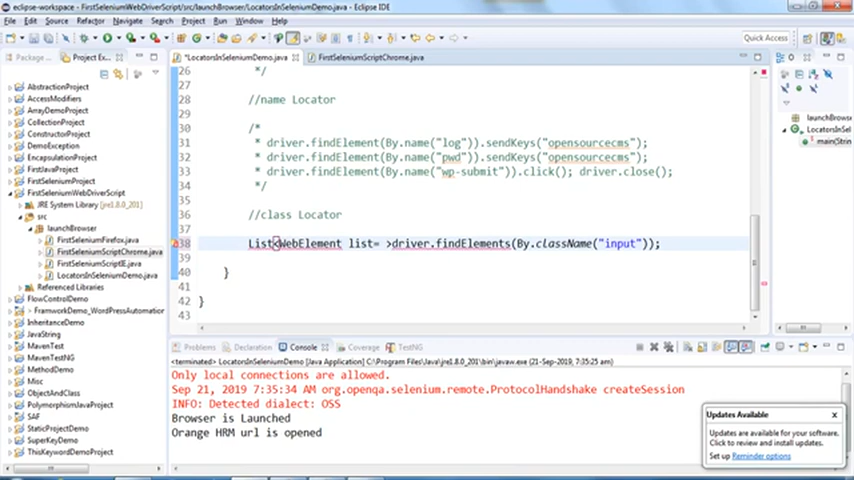 eclipse-workspace - FirstSeleniumWebDriverScript/src/launchBrowser/LocatorsInSeleniumDemo.java - Eclipse IDE
File Edit Source Refactor Navigate Search Project Run Window Help
Quick Access
Package ...
Project Ex...
*LocatorsInSeleniumDemo.java
FirstSeleniumScriptChrome.java
AbstractionProject
AccessModifiers
ArrayDemoProject
CollectionProject
ConstructorProject
DemoException
EncapsulationProject
FirstJavaProject
FirstSeleniumProject
FirstSeleniumWebDriverScript
JRE System Library [jre1.8.0_201]
src
launchBrowser
FirstSeleniumFirefox.java
FirstSeleniumScriptChrome.java
FirstSeleniumScriptIE.java
LocatorsInSeleniumDemo.java
Referenced Libraries
FlowControlDemo
FramworkDemo_WordPressAutomation
InheritanceDemo
JavaString
MavenTest
MavenTestNG
MethodDemo
Misc
ObjectAndClass
PolymorphismJavaProject
SAF
StaticProjectDemo
SuperKeyDemo
ThisKeywordDemoProject
26 */
27
28 //name Locator
29
30 /*
31 * driver.findElement(By.name("log")).sendKeys("opensourcecms");
32 * driver.findElement(By.name("pwd")).sendKeys("opensourcecms");
33 * driver.findElement(By.name("wp-submit")).click(); driver.close();
34 */
35
36 //class Locator
37
38 List<WebElement list= >driver.findElements(By.className("input"));
39
40 }
41
42 }
43
launchBrowser
LocatorsInSe
main(Strin
Problems Declaration Console Coverage TestNG
<terminated> LocatorsInSeleniumDemo [Java Application] C:\Program Files\Java\jre1.8.0_201\bin\javaw.exe (21-Sep-2019, 7:35:25 am)
Only local connections are allowed.
Sep 21, 2019 7:35:34 AM org.openqa.selenium.remote.ProtocolHandshake createSession
INFO: Detected dialect: OSS
Browser is Launched
Orange HRM url is opened
Updates Available
Updates are available for your software.
Click to review and install updates.
Set up Reminder options